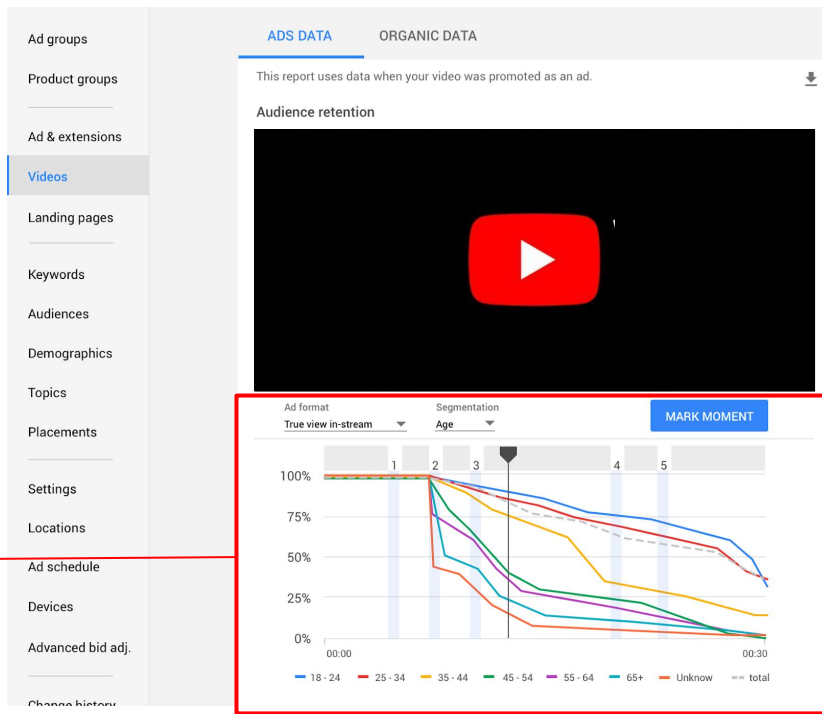 Ad groups
Product groups
Ad & extensions
Videos
Landing pages
Keywords
Audiences
Demographics
Topics
Placements
Settings
Locations
Ad schedule
Devices
Advanced bid adj.
Change history
ADS DATA ORGANIC DATA
This report uses data when your video was promoted as an ad.
Audience retention
Ad format Segmentation
True view in-stream Age
MARK MOMENT
1 2 3 4 5
100%
75%
50%
25%
0%
00:00 00:30
18 - 24 25 - 34 35 - 44 45 - 54 55 - 64 65+ Unknow total